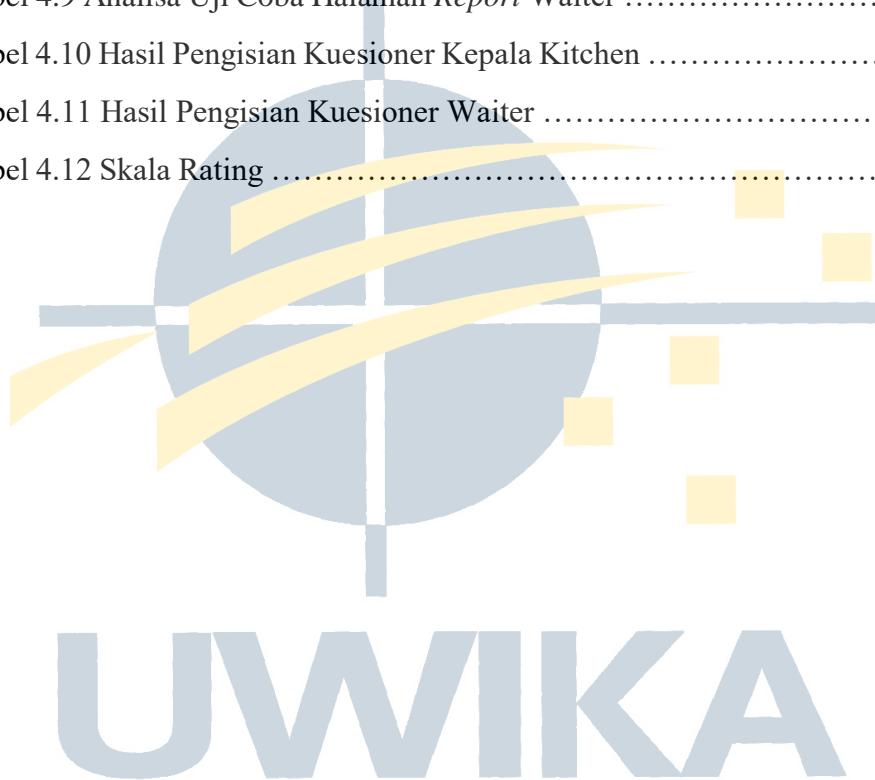 bel 4.9 Analisa Uji Coba Halaman Report Waiter ……………………
bel 4.10 Hasil Pengisian Kuesioner Kepala Kitchen …………………
bel 4.11 Hasil Pengisian Kuesioner Waiter …………………………
bel 4.12 Skala Rating …………………………………………………
UWIKA